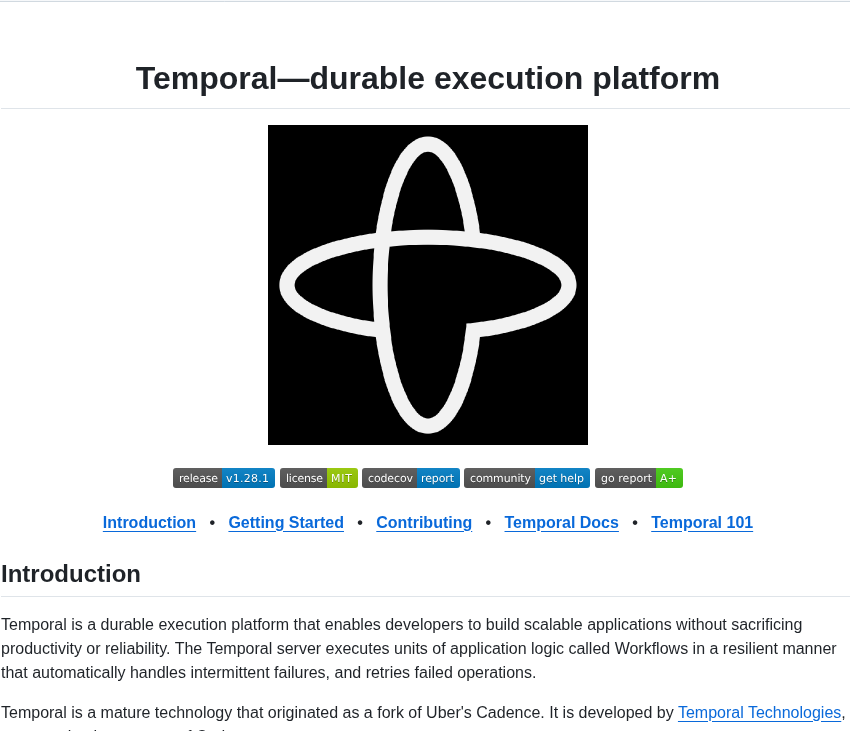 Temporal—durable execution platform
release v1.28.1 license MIT codecov report community get help go report A+
Introduction • Getting Started • Contributing • Temporal Docs • Temporal 101
Introduction
Temporal is a durable execution platform that enables developers to build scalable applications without sacrificing
productivity or reliability. The Temporal server executes units of application logic called Workflows in a resilient manner
that automatically handles intermittent failures, and retries failed operations.
Temporal is a mature technology that originated as a fork of Uber's Cadence. It is developed by Temporal Technologies,